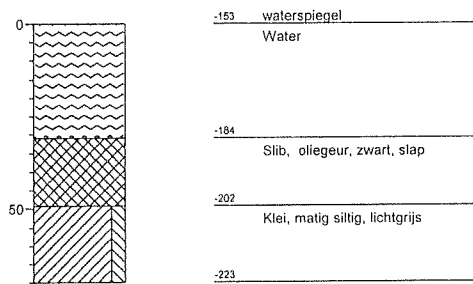 0
-153 waterspiegel
Water
-184
Slib, oliegeur, zwart, slap
-202
50
Klei, matig siltig, lichtgrijs
-223